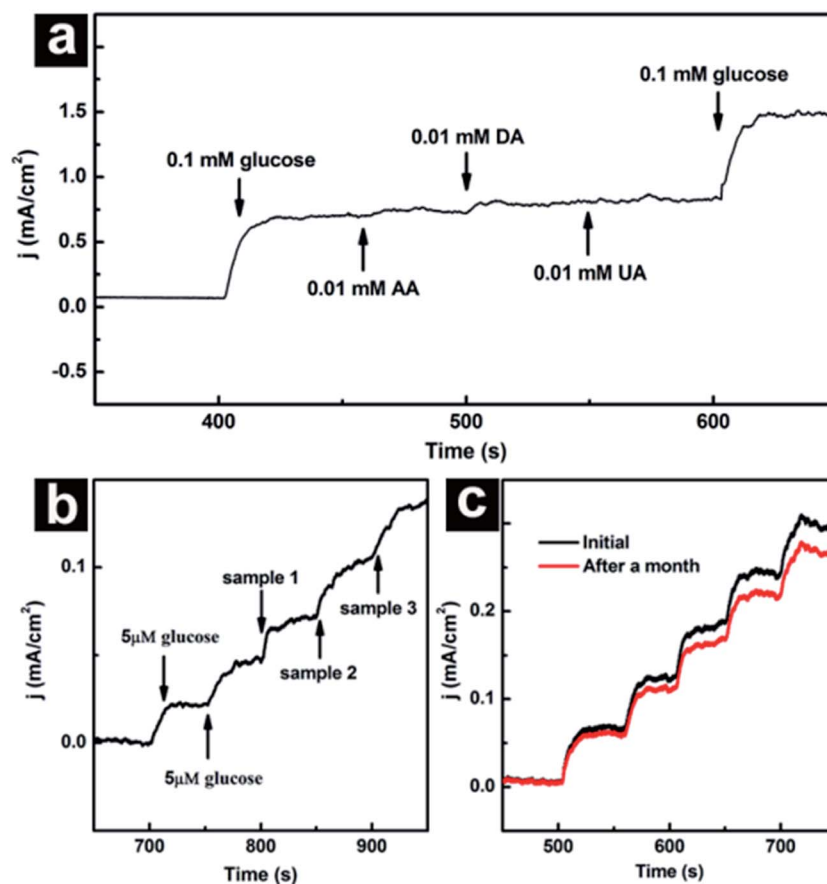 a
0.1 mM glucose
0.01 mM DA
0.1 mM glucose
0.01 mM AA
0.01 mM UA
1.5
1.0
0.5
0.0
-0.5
j (mA/cm²)
400
500
600
Time (s)
b
sample 1
5μM glucose
sample 3
sample 2
5μM glucose
0.1
0.0
j (mA/cm²)
700
800
900
Time (s)
c
Initial
After a month
0.2
0.1
0.0
j (mA/cm²)
500
600
700
Time (s)